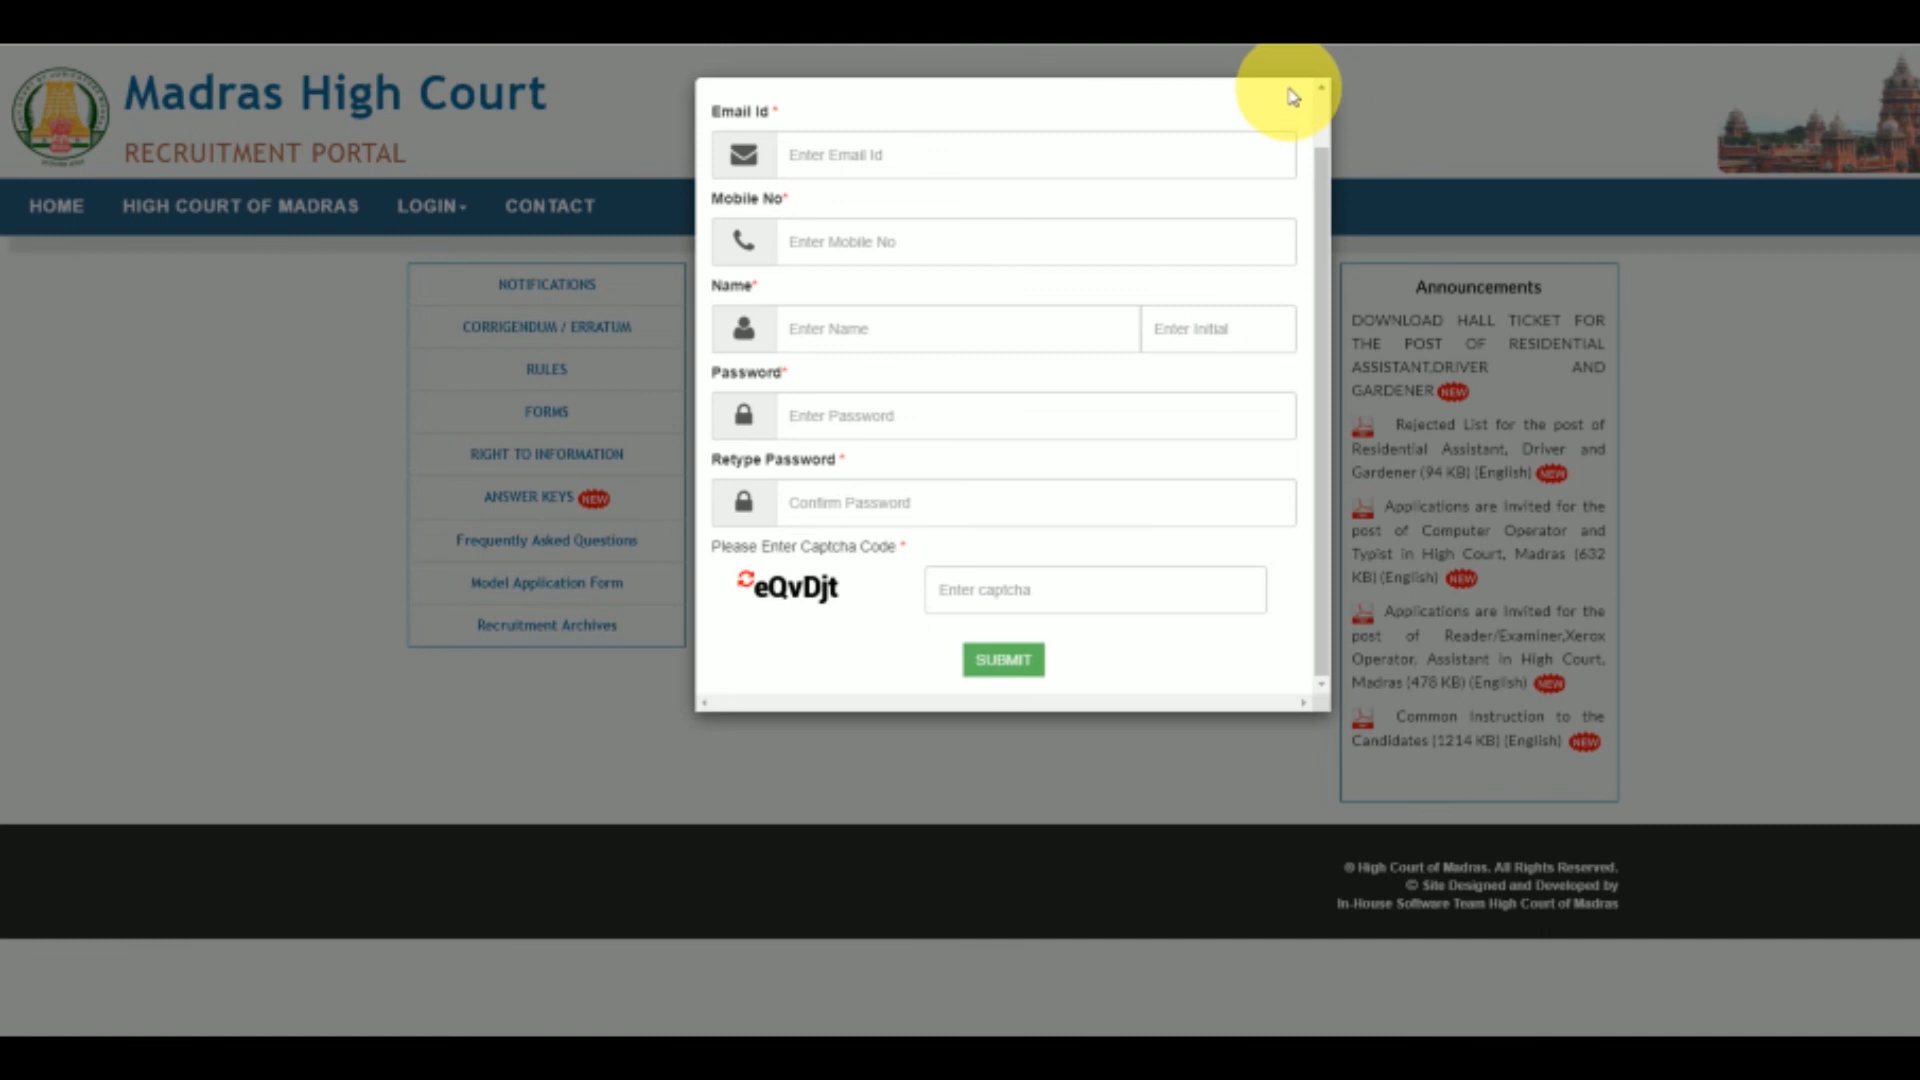 Madras High Court
RECRUITMENT PORTAL
HOME
HIGH COURT OF MADRAS
LOGIN
CONTACT
NOTIFICATIONS
CORRIGENDUM / ERRATUM
RULES
FORMS
RIGHT TO INFORMATION
ANSWER KEYS NEW
Frequently Asked Questions
Model Application Form
Recruitment Archives
Email Id *
Enter Email Id
Mobile No*
Enter Mobile No
Name*
Enter Name
Enter Initial
Password*
Enter Password
Retype Password *
Confirm Password
Please Enter Captcha Code *
eQvDjt
Enter captcha
SUBMIT
Announcements
DOWNLOAD HALL TICKET FOR
THE POST OF RESIDENTIAL
ASSISTANT,DRIVER AND
GARDENER NEW
Rejected List for the post of
Residential Assistant, Driver and
Gardener (94 KB) (English) NEW
Applications are Invited for the
post of Computer Operator and
Typist in High Court, Madras (632
KB) (English) NEW
Applications are Invited for the
post of Reader/Examiner,Xerox
Operator, Assistant in High Court,
Madras (478 KB) (English) NEW
Common Instruction to the
Candidates (1214 KB) (English) NEW
© High Court of Madras. All Rights Reserved.
© Site Designed and Developed by
In-House Software Team High Court of Madras